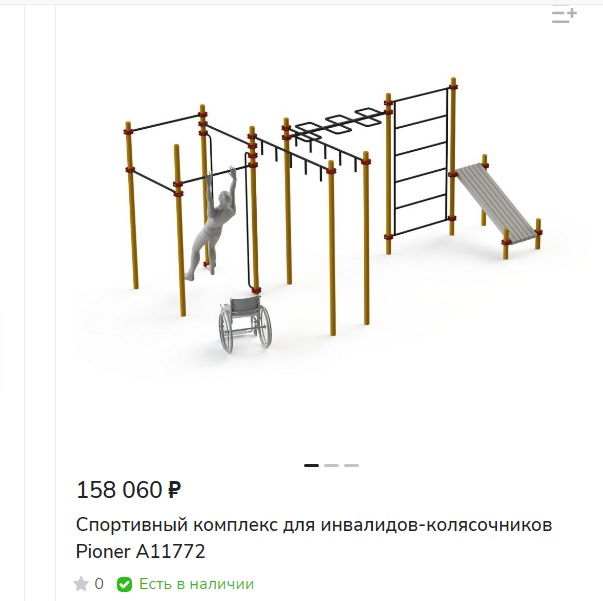 158 060 ₽
Спортивный комплекс для инвалидов-колясочников
Pioner A11772
0 Есть в наличии